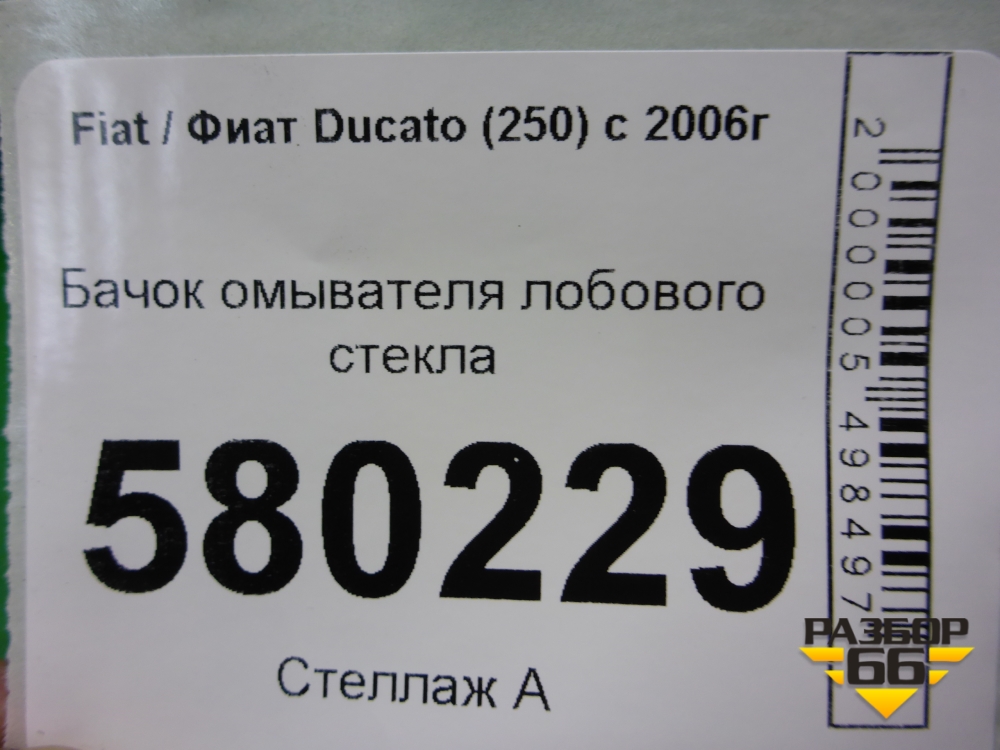 Fiat / Фиат Ducato (250) с 2006г
Бачок омывателя лобового
стекла
580229
Стеллаж А
2000005498497
РАЗБОР
66